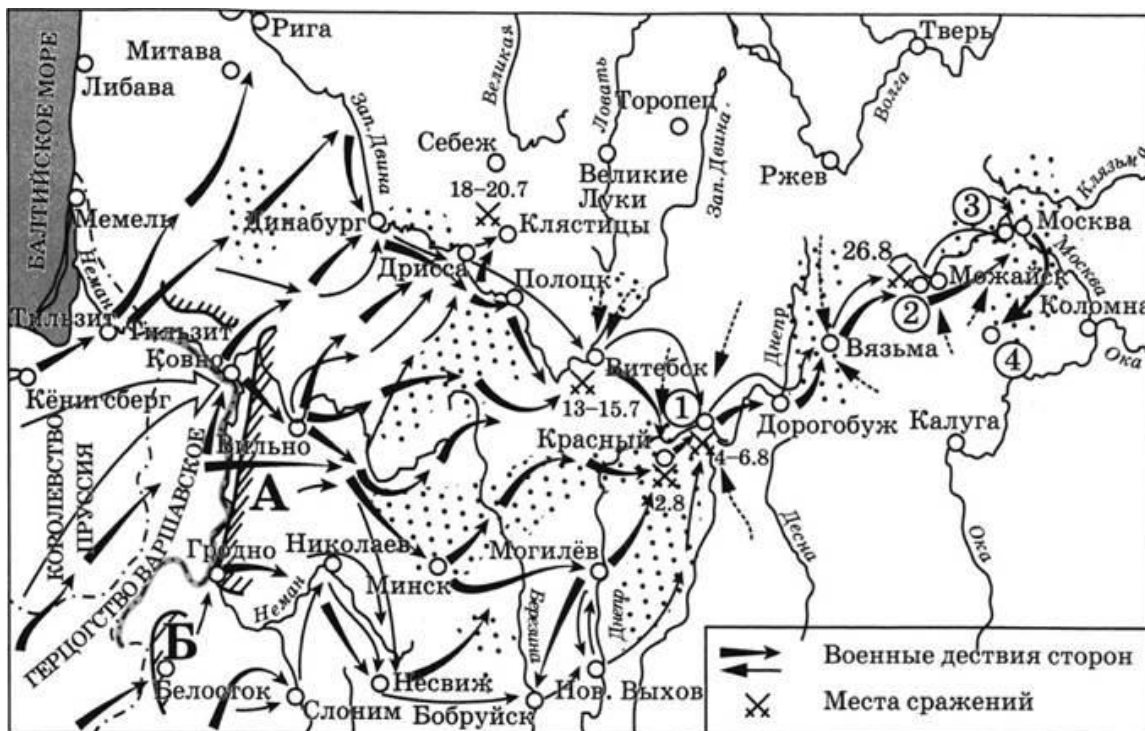 Рига
Тверь
Митава
Либава
Великая
Ловать
Торопец
Зап. Двина
Волга
БАЛТИЙСКОЕ МОРЕ
Зап. Двина
Себеж
18–20.7
Великие
Луки
Ржев
Клязьма
3
Москва
Мемель
Динабург
Клястицы
26.8
Можайск
Москва
Неман
Дрисса
Полоцк
2
Коломна
Тильзит
Тильзит
Днепр
Вязьма
4
Ока
Ковно
Витебск
Кёнигсберг
13–15.7
1
Дорогобуж
Калуга
Вильно
Красный
4–6.8
КОРОЛЕВСТВО
ПРУССИЯ
ГЕРЦОГСТВО ВАРШАВСКОЕ
А
2.8
Десна
Ока
Гродно
Николаев
Минск
Могилёв
Неман
Березина
Днепр
Б
Белосток
Слоним
Несвиж
Бобруйск
Нов. Выхов
Военные дествия сторон
Места сражений